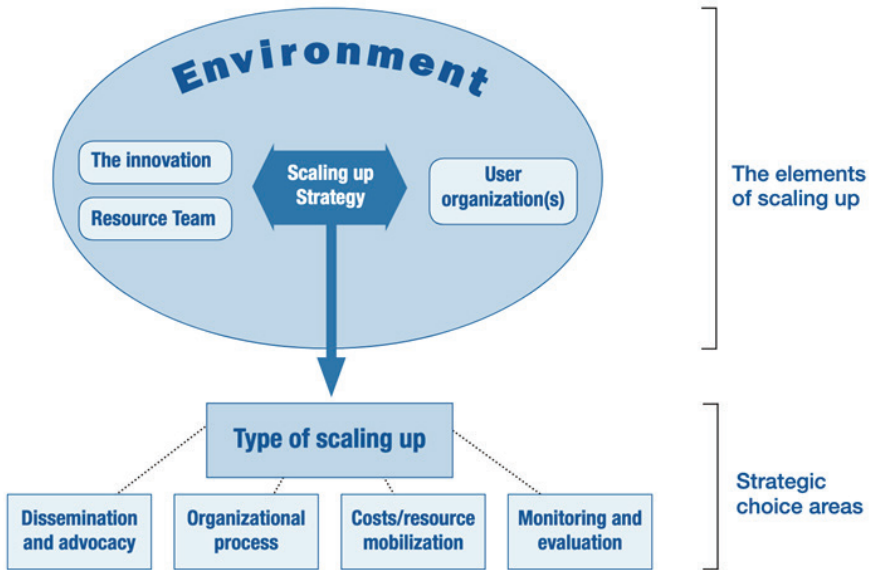 Environment
The innovation
Resource Team
Scaling up
Strategy
User
organization(s)
The elements
of scaling up
Type of scaling up
Dissemination
and advocacy
Organizational
process
Costs/resource
mobilization
Monitoring and
evaluation
Strategic
choice areas